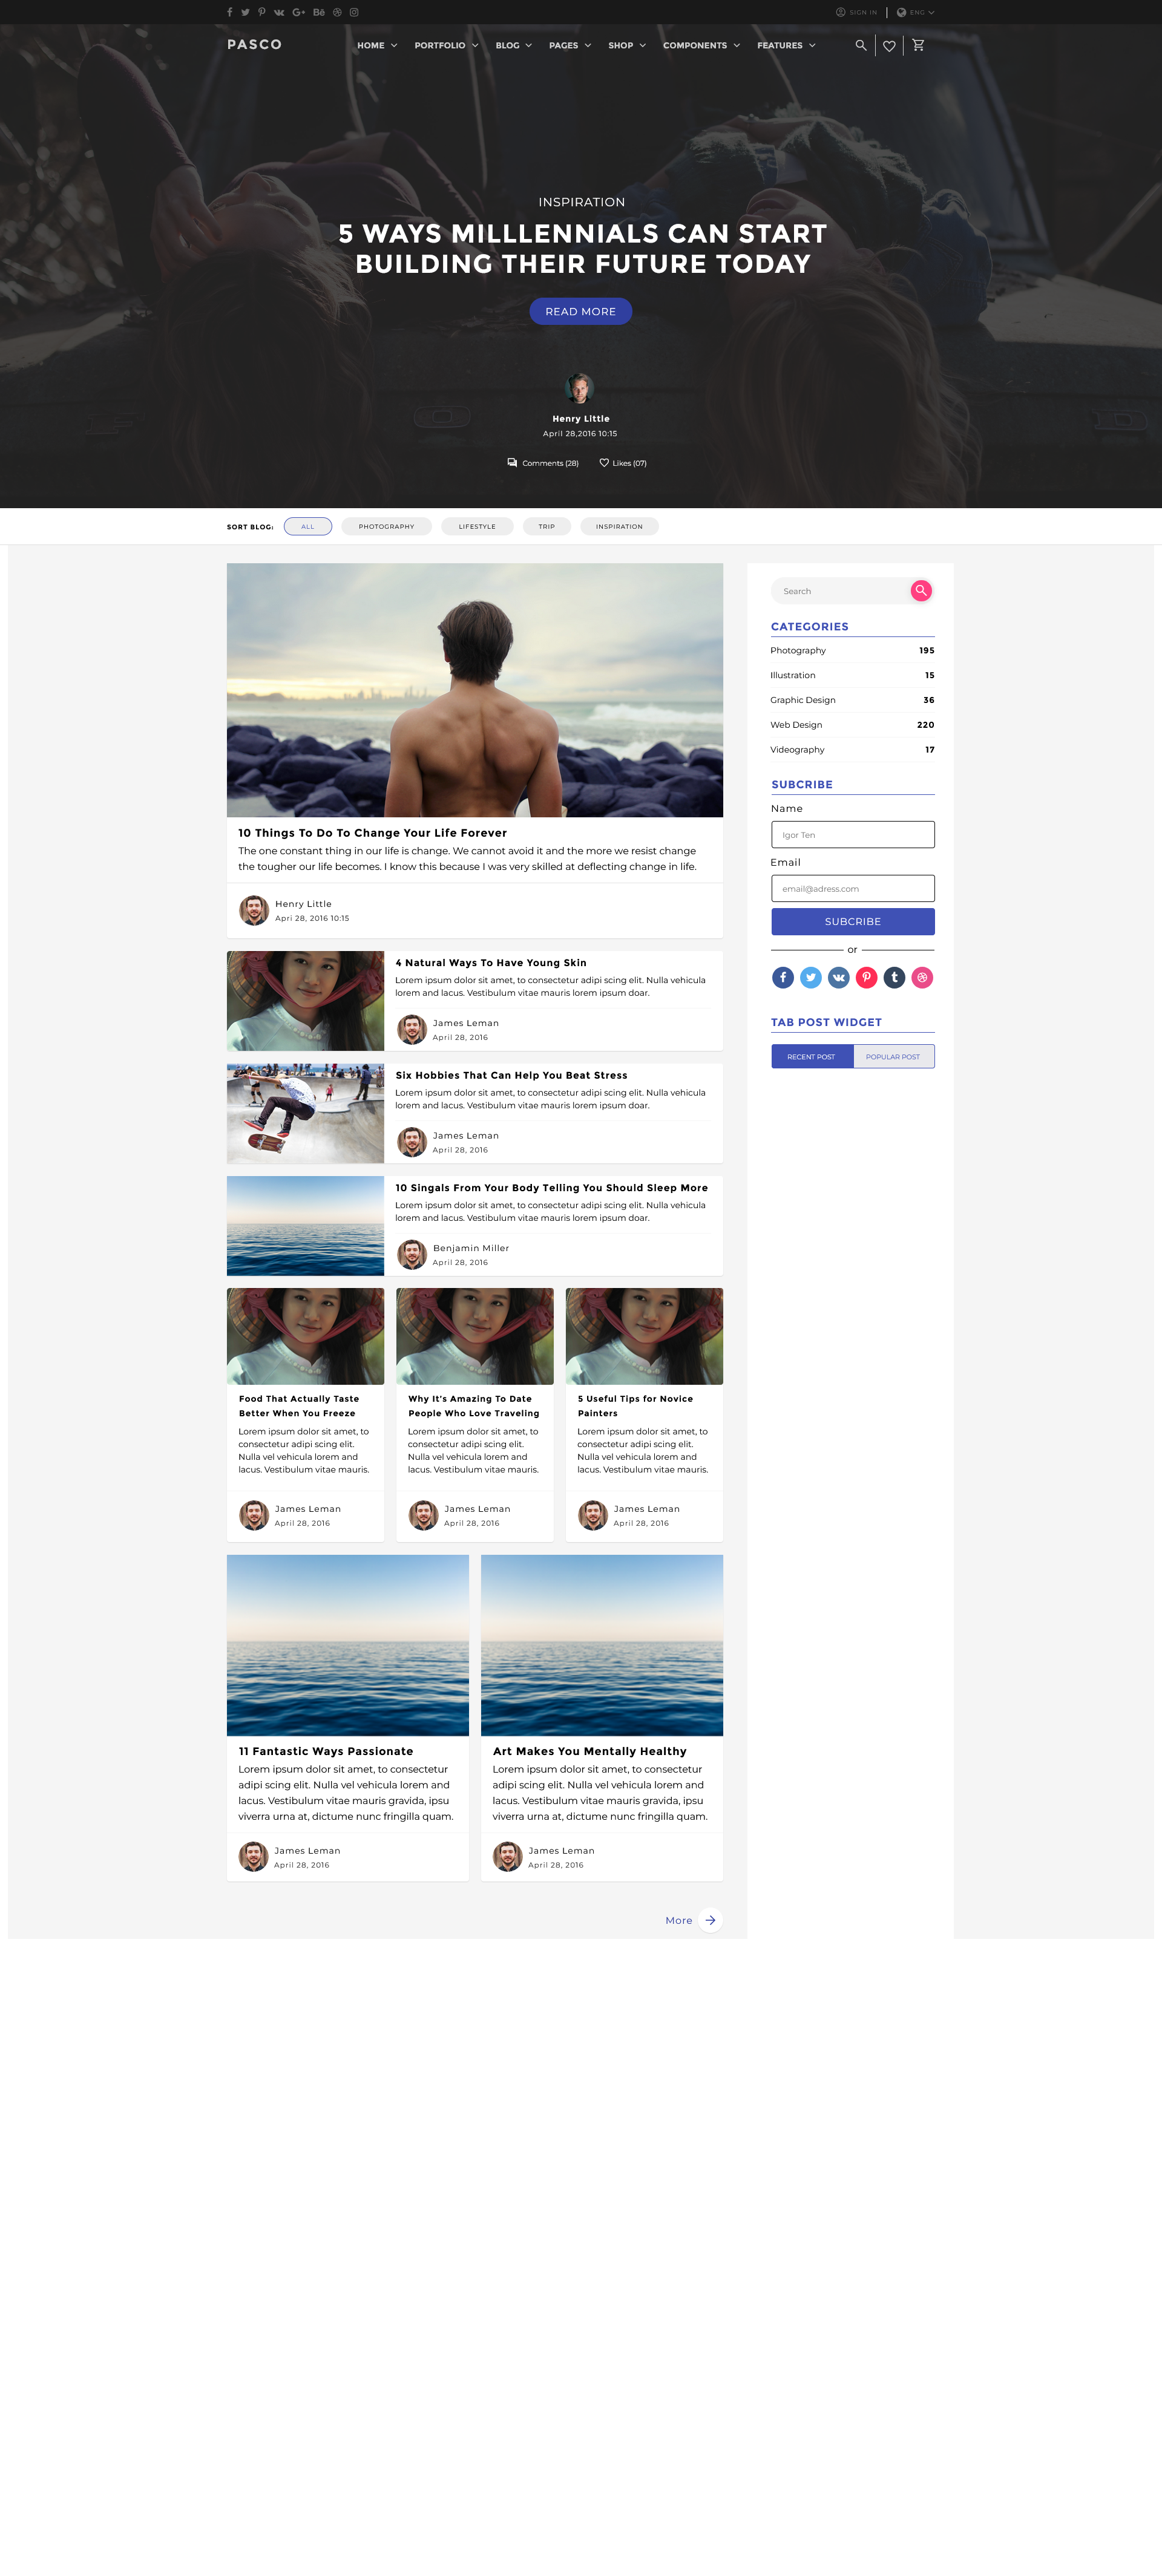 SIGN IN
ENG
PASCO
HOME
PORTFOLIO
BLOG
PAGES
SHOP
COMPONENTS
FEATURES
INSPIRATION
5 WAYS MILLLENNIALS CAN START
BUILDING THEIR FUTURE TODAY
READ MORE
Henry Little
April 28,2016 10:15
Comments (28)
Likes (07)
SORT BLOG:
ALL
PHOTOGRAPHY
LIFESTYLE
TRIP
INSPIRATION
10 Things To Do To Change Your Life Forever
The one constant thing in our life is change. We cannot avoid it and the more we resist change
the tougher our life becomes. I know this because I was very skilled at deflecting change in life.
Henry Little
Apri 28, 2016 10:15
4 Natural Ways To Have Young Skin
Lorem ipsum dolor sit amet, to consectetur adipi scing elit. Nulla vehicula
lorem and lacus. Vestibulum vitae mauris lorem ipsum doar.
James Leman
April 28, 2016
Six Hobbies That Can Help You Beat Stress
Lorem ipsum dolor sit amet, to consectetur adipi scing elit. Nulla vehicula
lorem and lacus. Vestibulum vitae mauris lorem ipsum doar.
James Leman
April 28, 2016
10 Singals From Your Body Telling You Should Sleep More
Lorem ipsum dolor sit amet, to consectetur adipi scing elit. Nulla vehicula
lorem and lacus. Vestibulum vitae mauris lorem ipsum doar.
Benjamin Miller
April 28, 2016
Food That Actually Taste
Better When You Freeze
Lorem ipsum dolor sit amet, to
consectetur adipi scing elit.
Nulla vel vehicula lorem and
lacus. Vestibulum vitae mauris.
James Leman
April 28, 2016
Why It's Amazing To Date
People Who Love Traveling
Lorem ipsum dolor sit amet, to
consectetur adipi scing elit.
Nulla vel vehicula lorem and
lacus. Vestibulum vitae mauris.
James Leman
April 28, 2016
5 Useful Tips for Novice
Painters
Lorem ipsum dolor sit amet, to
consectetur adipi scing elit.
Nulla vel vehicula lorem and
lacus. Vestibulum vitae mauris.
James Leman
April 28, 2016
11 Fantastic Ways Passionate
Lorem ipsum dolor sit amet, to consectetur
adipi scing elit. Nulla vel vehicula lorem and
lacus. Vestibulum vitae mauris gravida, ipsu
viverra urna at, dictume nunc fringilla quam.
James Leman
April 28, 2016
Art Makes You Mentally Healthy
Lorem ipsum dolor sit amet, to consectetur
adipi scing elit. Nulla vel vehicula lorem and
lacus. Vestibulum vitae mauris gravida, ipsu
viverra urna at, dictume nunc fringilla quam.
James Leman
April 28, 2016
More
Search
CATEGORIES
Photography 195
Illustration 15
Graphic Design 36
Web Design 220
Videography 17
SUBCRIBE
Name
Igor Ten
Email
email@adress.com
SUBCRIBE
or
TAB POST WIDGET
RECENT POST
POPULAR POST